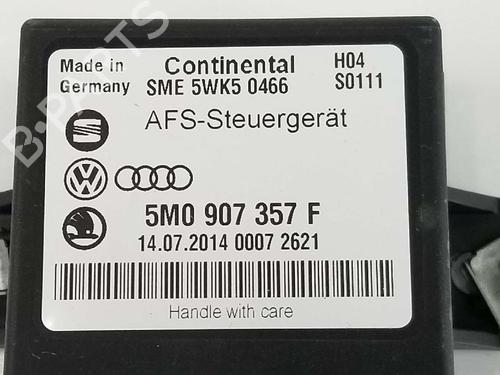 B-PARTS
Made in
Germany
Continental
SME 5WK5 0466
H04
S0111
AFS-Steuergerät
5M0 907 357 F
14.07.2014 0007 2621
Handle with care